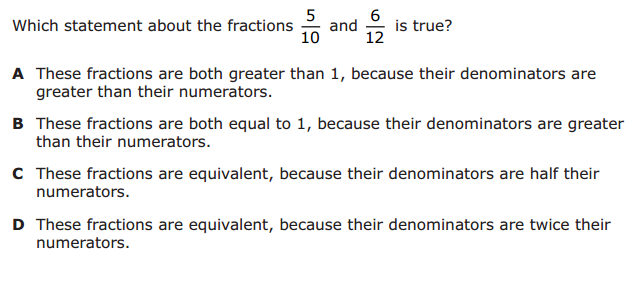 Which statement about the fractions 5/10 and 6/12 is true?
A These fractions are both greater than 1, because their denominators are
greater than their numerators.
B These fractions are both equal to 1, because their denominators are greater
than their numerators.
C These fractions are equivalent, because their denominators are half their
numerators.
D These fractions are equivalent, because their denominators are twice their
numerators.